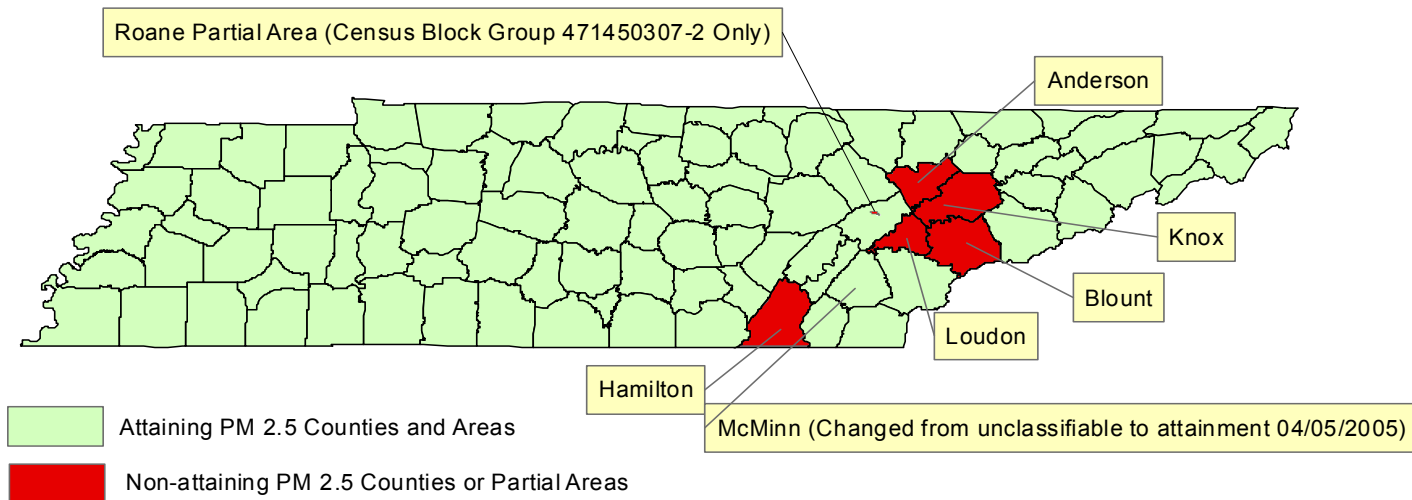 Roane Partial Area (Census Block Group 471450307-2 Only)
Anderson
Knox
Blount
Loudon
Hamilton
McMinn (Changed from unclassifiable to attainment 04/05/2005)
Attaining PM 2.5 Counties and Areas
Non-attaining PM 2.5 Counties or Partial Areas